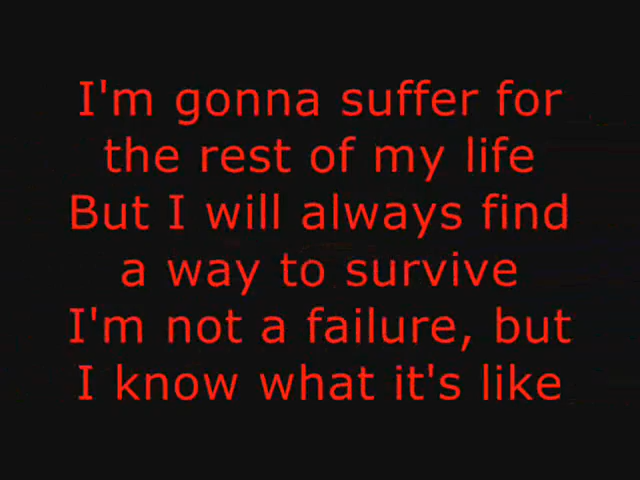 I'm gonna suffer for
the rest of my life
But I will always find
a way to survive
I'm not a failure, but
I know what it's like